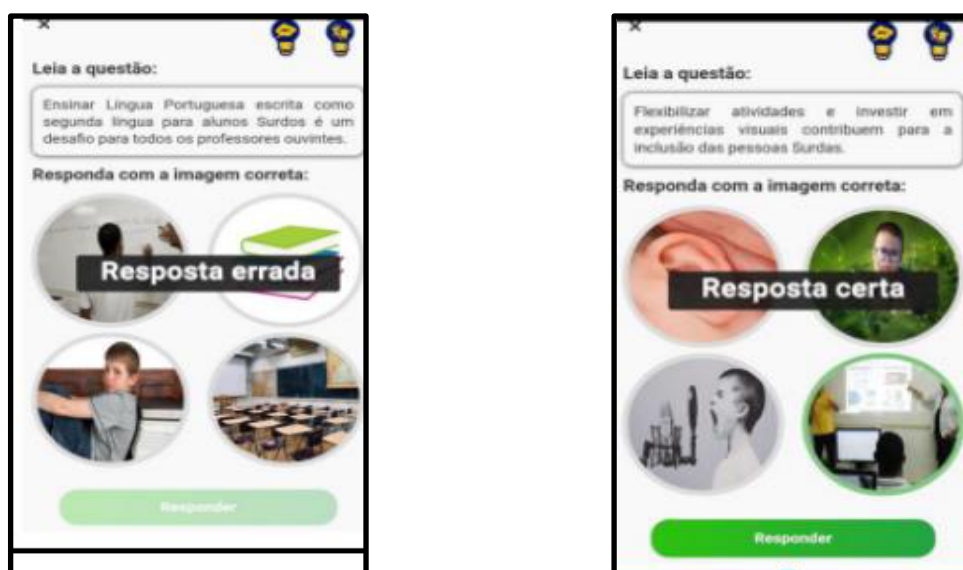 ×
Leia a questão:
Ensinar Língua Portuguesa escrita como
segunda língua para alunos Surdos é um
desafio para todos os professores ouvintes.
Responda com a imagem correta:
Resposta errada
Responder
×
Leia a questão:
Flexibilizar atividades e investir em
experiências visuais contribuem para a
inclusão das pessoas Surdas.
Responda com a imagem correta:
Resposta certa
Responder